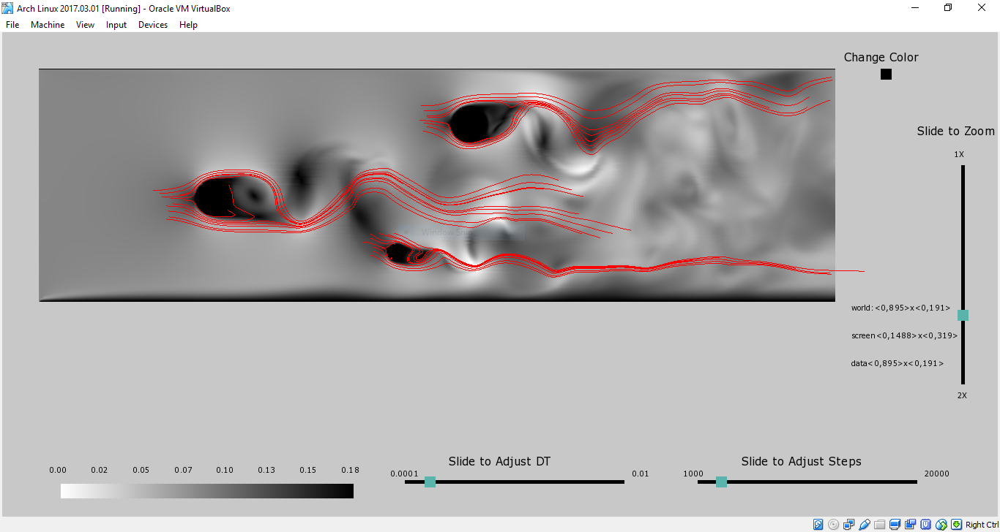 Arch Linux 2017.03.01 [Running] - Oracle VM VirtualBox
File Machine View Input Devices Help
Change Color
Slide to Zoom
1X
world: <0,895>x<0,191>
screen<0,1488>x<0,319>
data<0,895>x<0,191>
2X
0.00 0.02 0.05 0.07 0.10 0.13 0.15 0.18
Slide to Adjust DT
0.0001 0.01
Slide to Adjust Steps
1000 20000
Right Ctrl